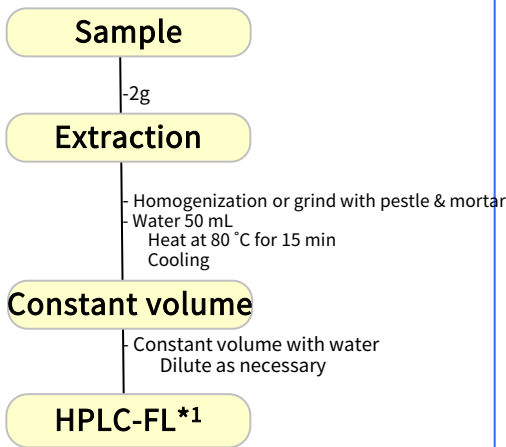 Sample
-2g
Extraction
- Homogenization or grind with pestle & mortar
- Water 50 mL
Heat at 80 ˚C for 15 min
Cooling
Constant volume
- Constant volume with water
Dilute as necessary
HPLC-FL*¹